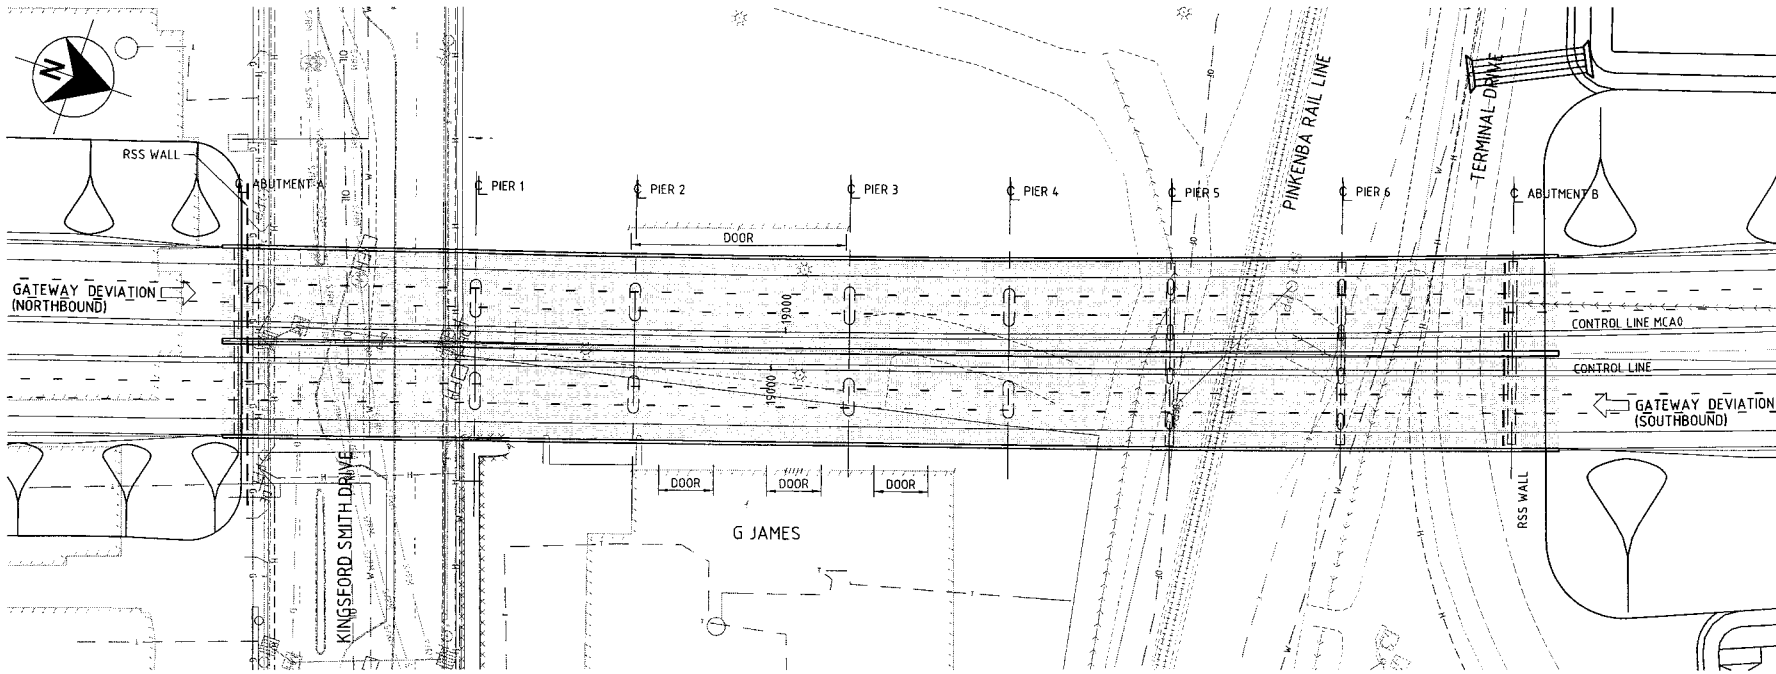 N
RSS WALL
℄ ABUTMENT A
℄ PIER 1
℄ PIER 2
℄ PIER 3
℄ PIER 4
℄ PIER 5
℄ PIER 6
℄ ABUTMENT B
PINKENBA RAIL LINE
TERMINAL DRIVE
DOOR
GATEWAY DEVIATION
(NORTHBOUND)
19000
19000
CONTROL LINE MCA0
CONTROL LINE
GATEWAY DEVIATION
(SOUTHBOUND)
KINGSFORD SMITH DRIVE
DOOR
DOOR
DOOR
G JAMES
RSS WALL